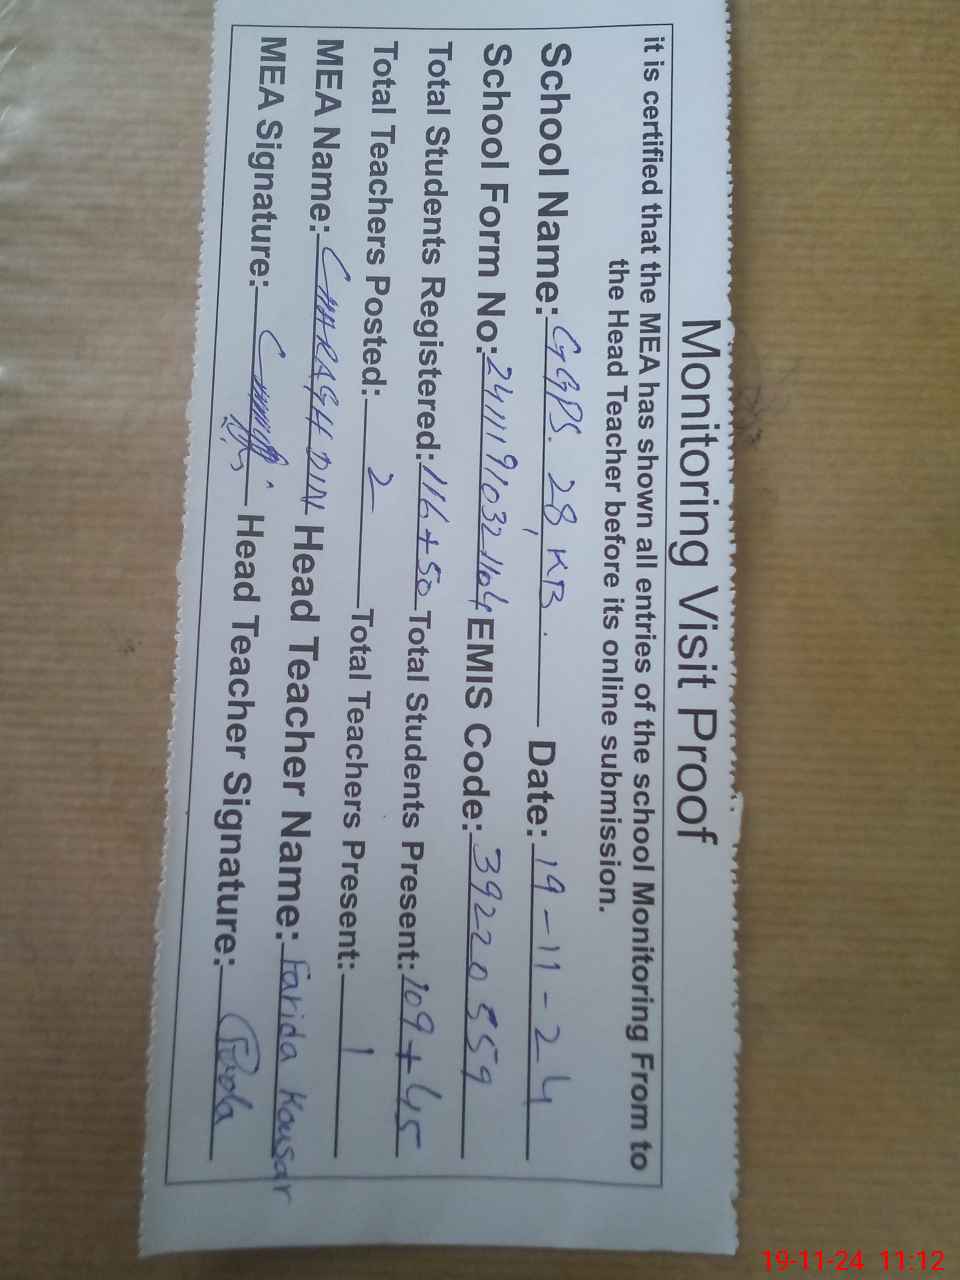 Monitoring Visit Proof
it is certified that the MEA has shown all entries of the school Monitoring From to
the Head Teacher before its online submission.
School Name: GGPS. 28 KB. Date: 19-11-24
School Form No: 24111910321104 EMIS Code: 39220559
Total Students Registered: 116+50 Total Students Present: 109+45
Total Teachers Posted: 2 Total Teachers Present: 1
MEA Name: CHARAGH DIN Head Teacher Name: Farida Kousar
MEA Signature: Head Teacher Signature:
19-11-24 11:12